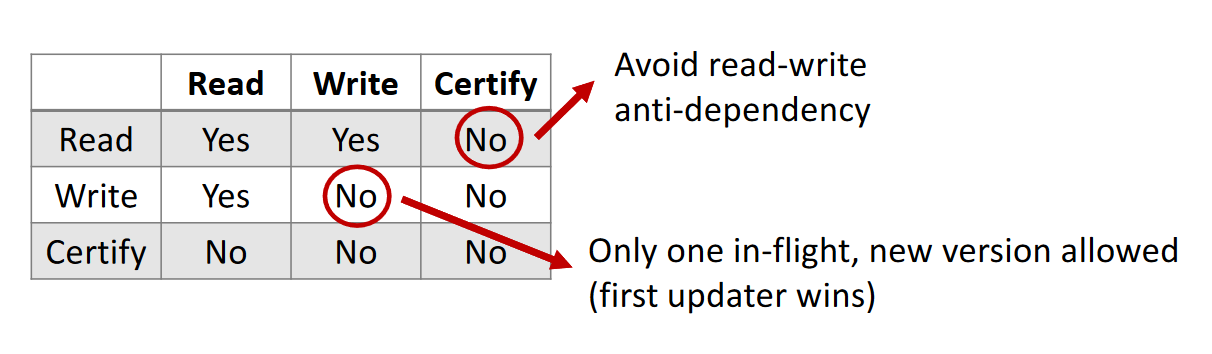 Read Write Certify
Read Yes Yes No
Write Yes No No
Certify No No No
Avoid read-write
anti-dependency
Only one in-flight, new version allowed
(first updater wins)